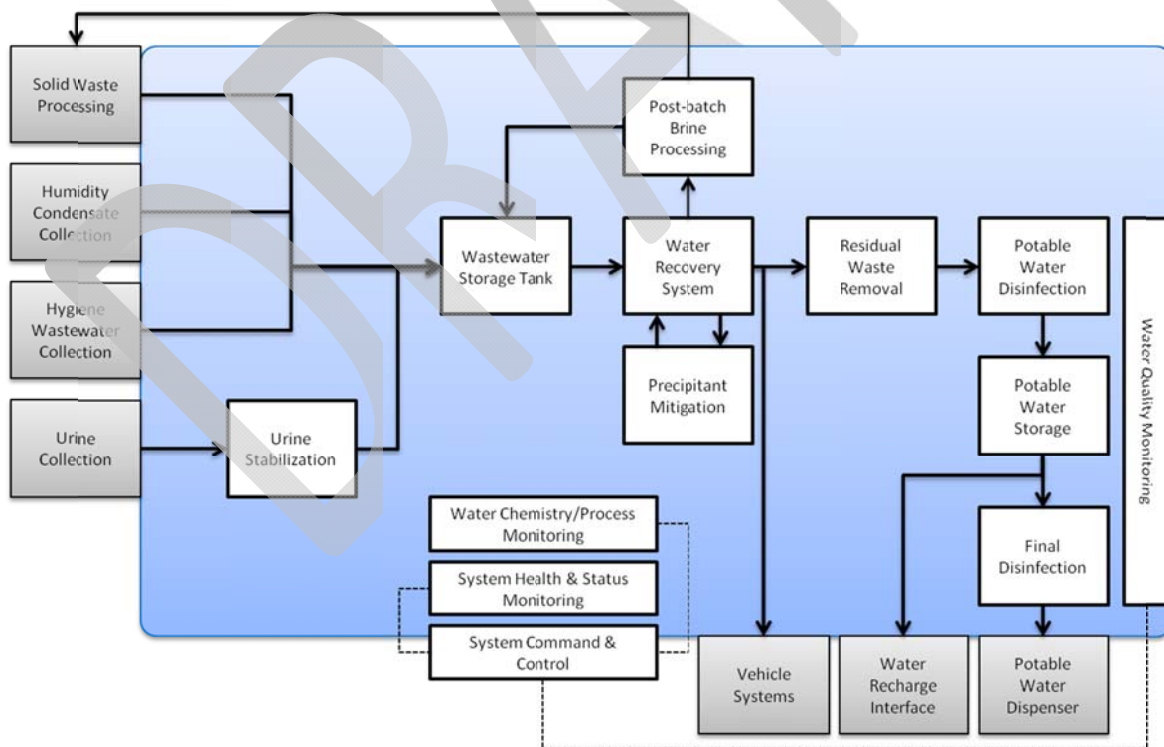 DRAFT
Solid Waste
Processing
Humidity
Condensate
Collection
Hygiene
Wastewater
Collection
Urine
Collection
Urine
Stabilization
Post-batch
Brine
Processing
Wastewater
Storage Tank
Water
Recovery
System
Precipitant
Mitigation
Residual
Waste
Removal
Potable
Water
Disinfection
Potable
Water
Storage
Final
Disinfection
Water Quality Monitoring
Water Chemistry/Process
Monitoring
System Health & Status
Monitoring
System Command &
Control
Vehicle
Systems
Water
Recharge
Interface
Potable
Water
Dispenser